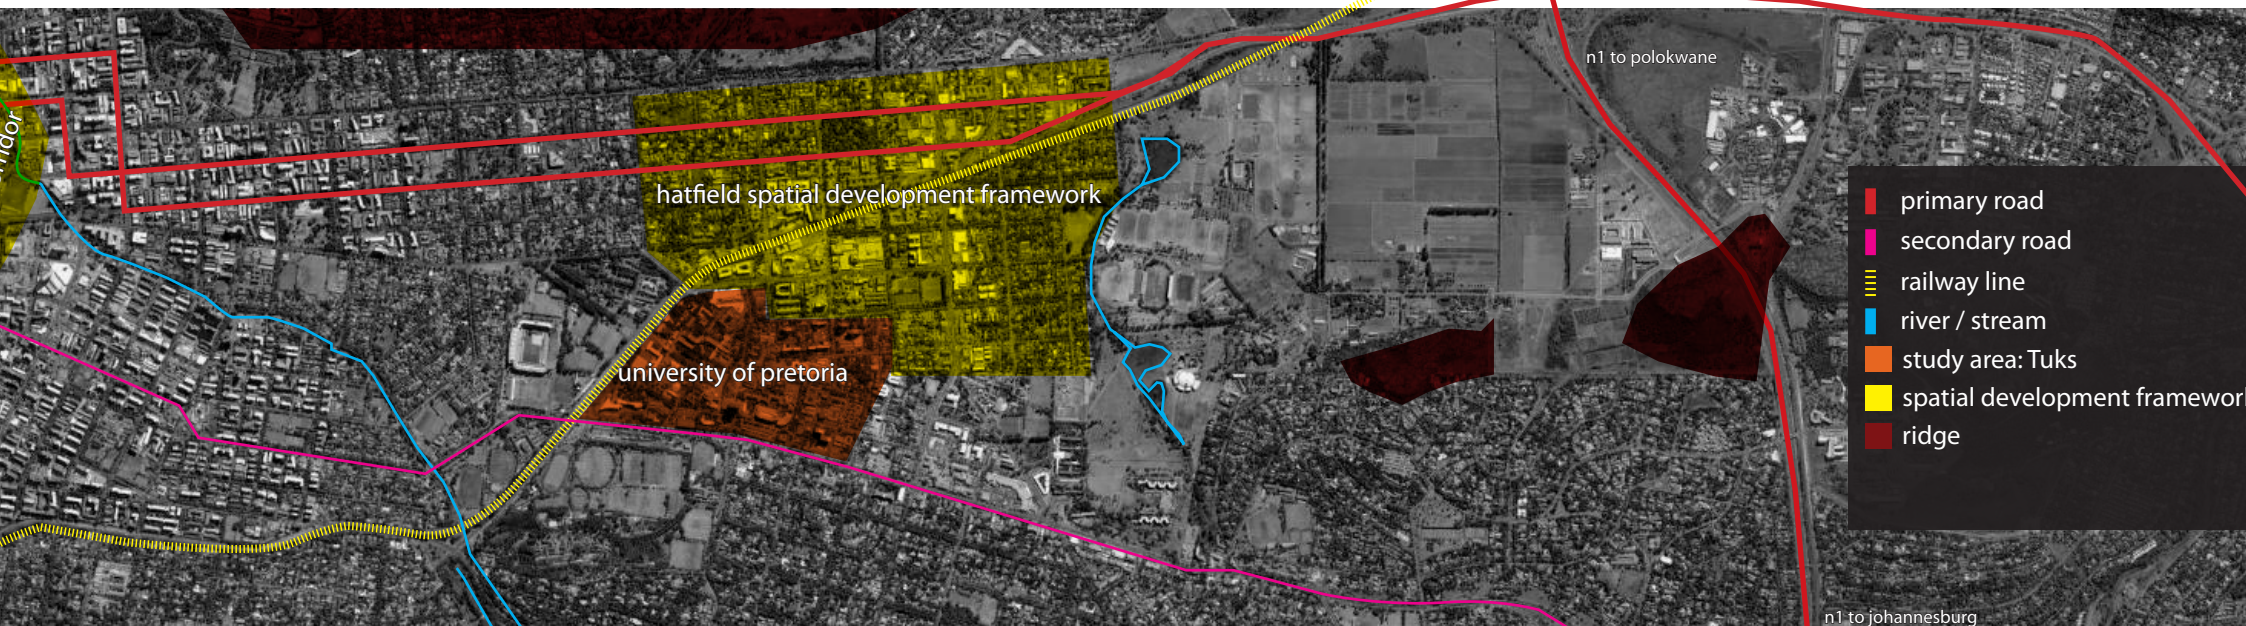 n1 to polokwane
hatfield spatial development framework
university of pretoria
primary road
secondary road
railway line
river / stream
study area: Tuks
spatial development framework
ridge
n1 to johannesburg